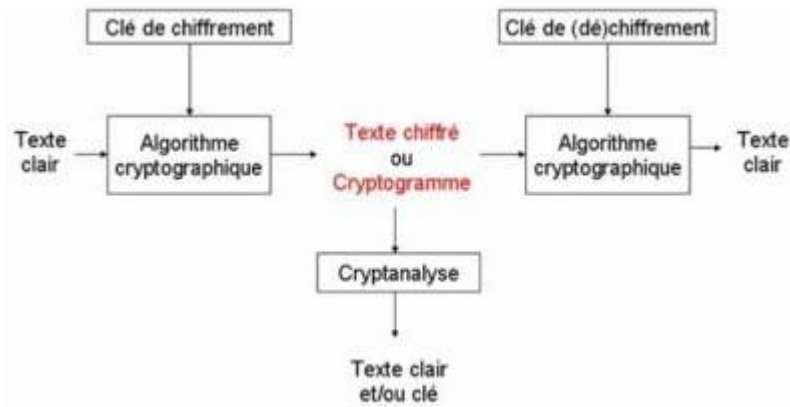 Clé de chiffrement
Clé de (dé)chiffrement
Texte
clair
Algorithme
cryptographique
Texte chiffré
ou
Cryptogramme
Algorithme
cryptographique
Texte
clair
Cryptanalyse
Texte clair
et/ou clé